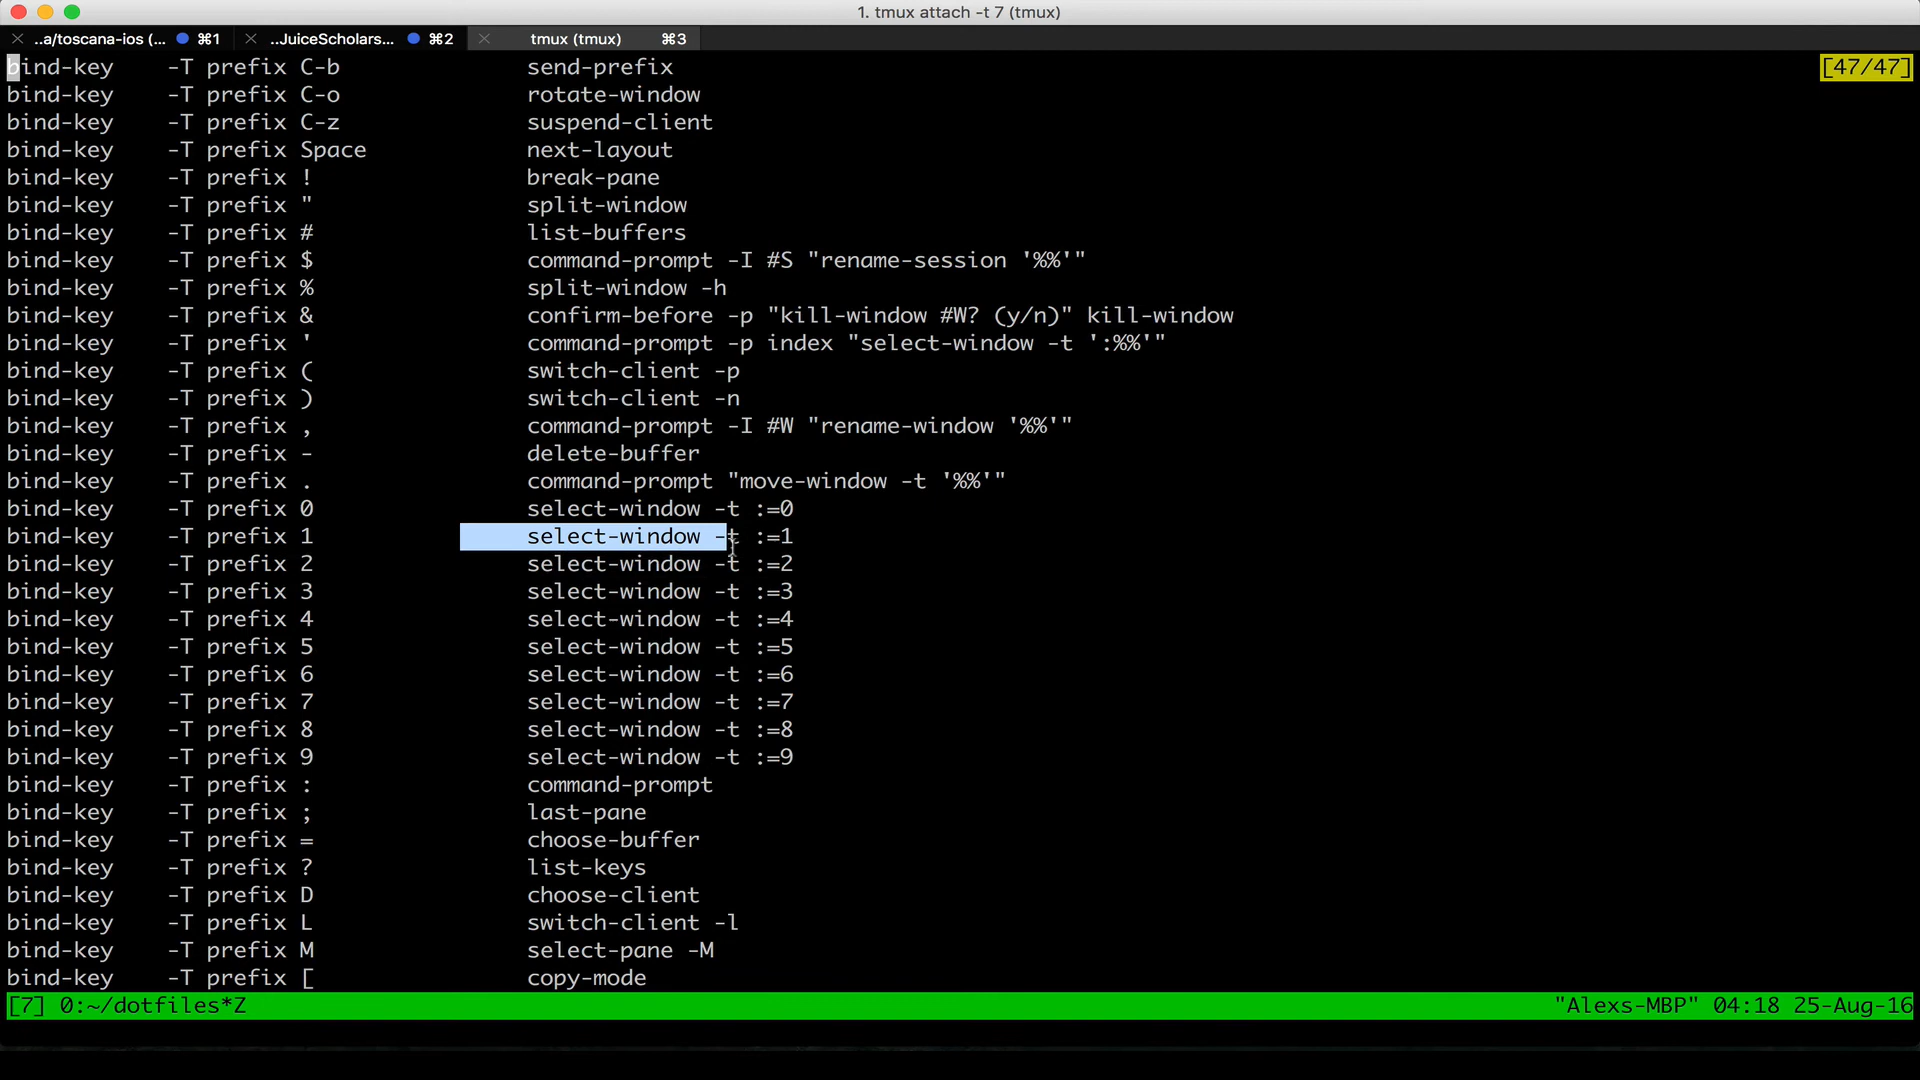 1. tmux attach -t 7 (tmux)
..a/toscana-ios (... ⌘1 ..JuiceScholars... ⌘2 tmux (tmux) ⌘3
bind-key -T prefix C-b send-prefix [47/47]
bind-key -T prefix C-o rotate-window
bind-key -T prefix C-z suspend-client
bind-key -T prefix Space next-layout
bind-key -T prefix ! break-pane
bind-key -T prefix " split-window
bind-key -T prefix # list-buffers
bind-key -T prefix $ command-prompt -I #S "rename-session '%%'"
bind-key -T prefix % split-window -h
bind-key -T prefix & confirm-before -p "kill-window #W? (y/n)" kill-window
bind-key -T prefix ' command-prompt -p index "select-window -t ':%%'"
bind-key -T prefix ( switch-client -p
bind-key -T prefix ) switch-client -n
bind-key -T prefix , command-prompt -I #W "rename-window '%%'"
bind-key -T prefix - delete-buffer
bind-key -T prefix . command-prompt "move-window -t '%%'"
bind-key -T prefix 0 select-window -t :=0
bind-key -T prefix 1 select-window -t :=1
bind-key -T prefix 2 select-window -t :=2
bind-key -T prefix 3 select-window -t :=3
bind-key -T prefix 4 select-window -t :=4
bind-key -T prefix 5 select-window -t :=5
bind-key -T prefix 6 select-window -t :=6
bind-key -T prefix 7 select-window -t :=7
bind-key -T prefix 8 select-window -t :=8
bind-key -T prefix 9 select-window -t :=9
bind-key -T prefix : command-prompt
bind-key -T prefix ; last-pane
bind-key -T prefix = choose-buffer
bind-key -T prefix ? list-keys
bind-key -T prefix D choose-client
bind-key -T prefix L switch-client -l
bind-key -T prefix M select-pane -M
bind-key -T prefix [ copy-mode
[7] 0:~/dotfiles*Z "Alexs-MBP" 04:18 25-Aug-16